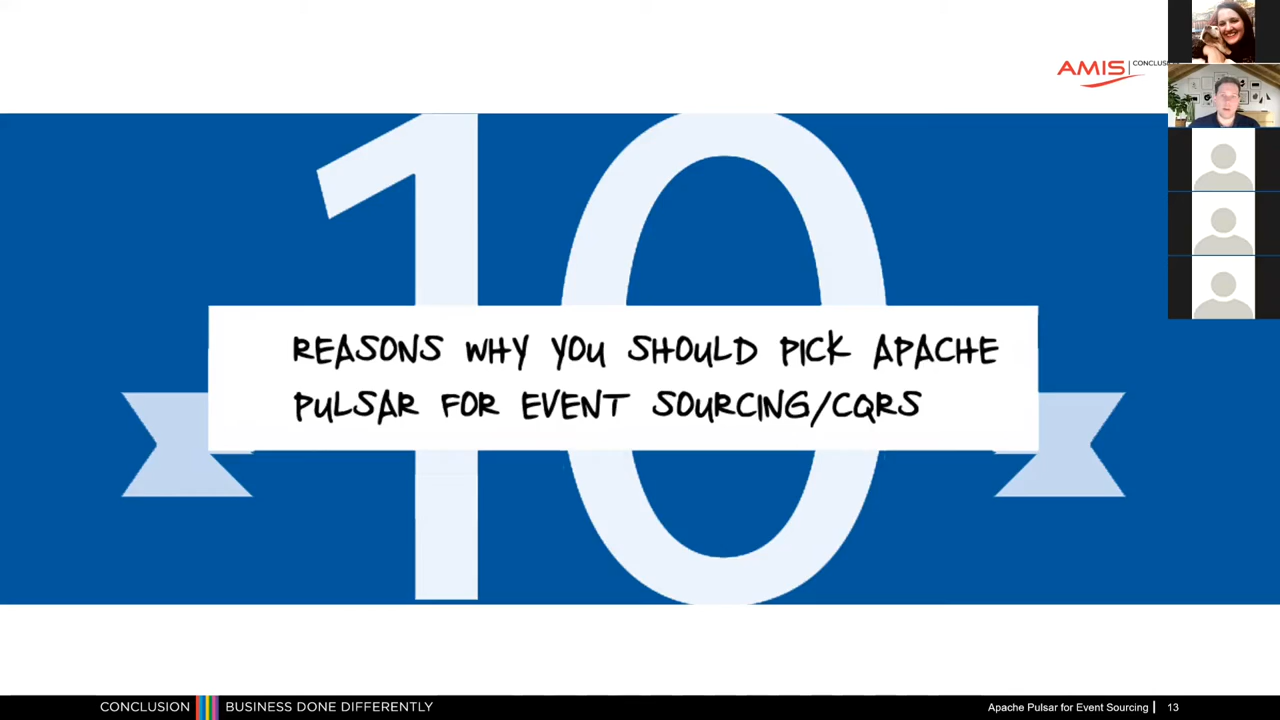 AMIS
10
REASONS WHY YOU SHOULD PICK APACHE
PULSAR FOR EVENT SOURCING/CQRS
CONCLUSION
BUSINESS DONE DIFFERENTLY
Apache Pulsar for Event Sourcing
13